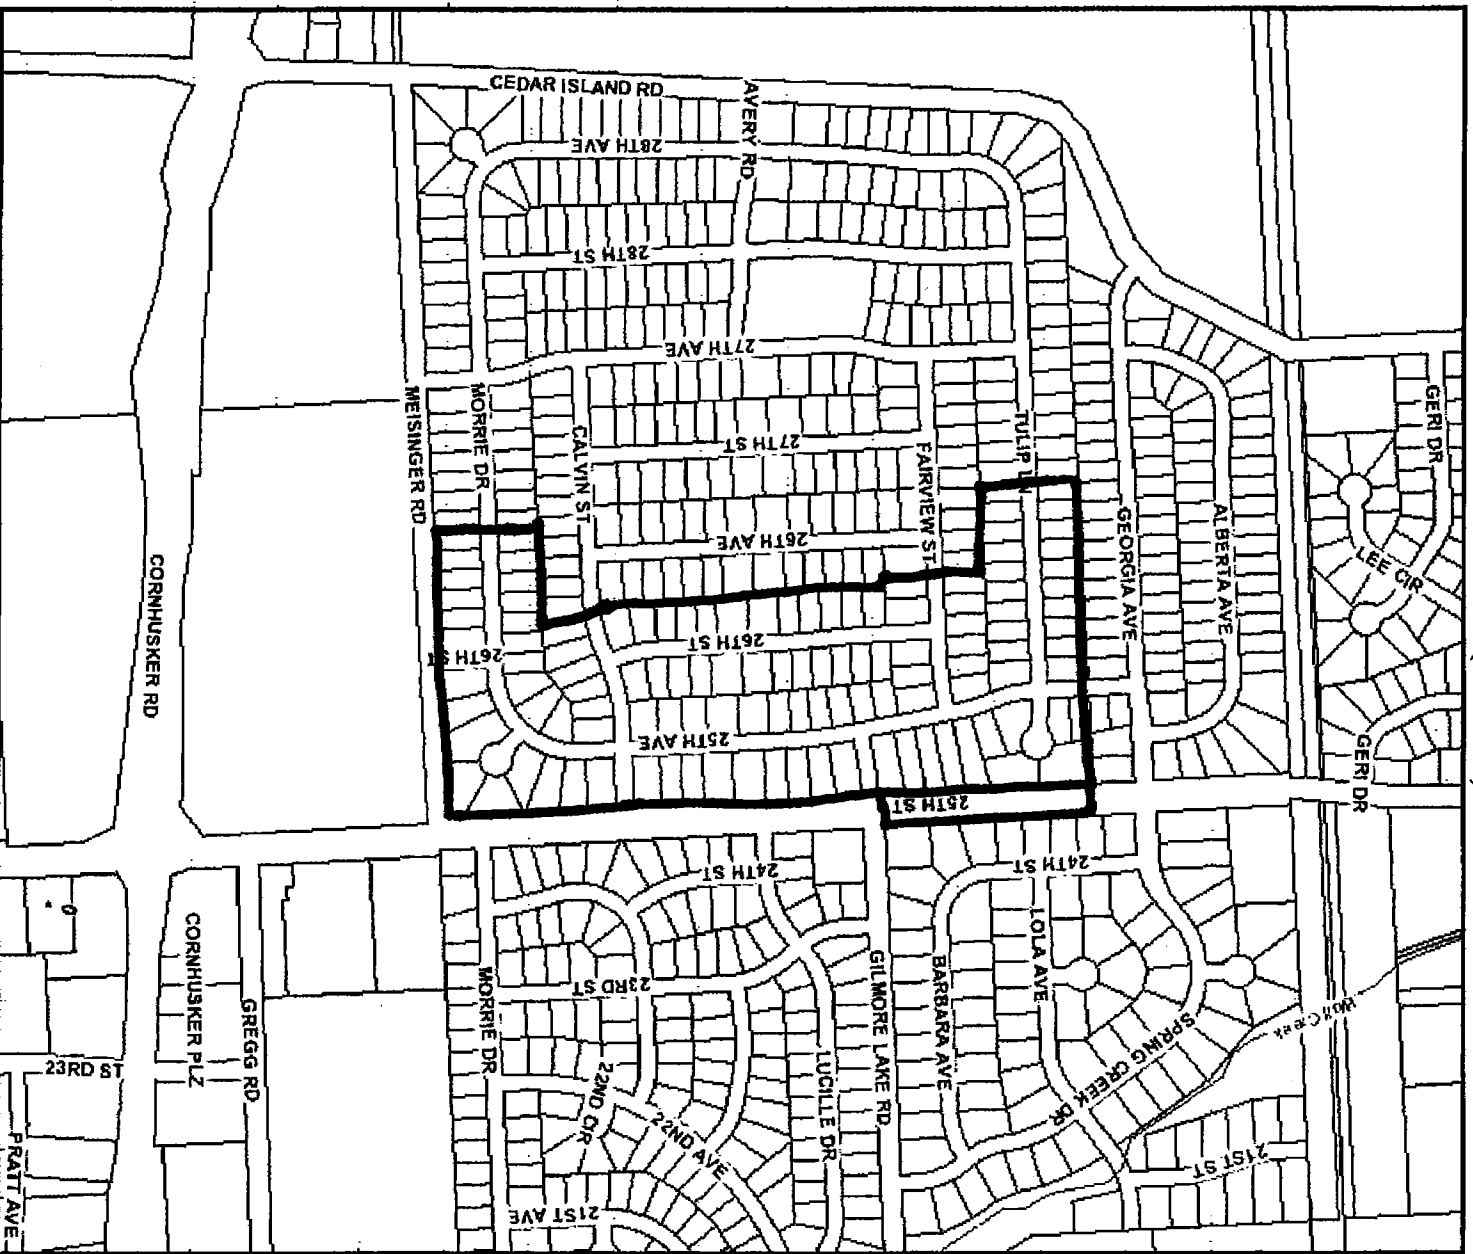 CEDAR ISLAND RD
AVERY RD
28TH AVE
28TH ST
27TH AVE
MEISINGER RD
MORRIE DR
CALVIN ST
27TH ST
FAIRVIEW ST
TULIP LN
GERI DR
26TH AVE
GEORGIA AVE
ALBERTA AVE
LEE CIR
CORNHUSKER RD
26TH ST
26TH ST
25TH AVE
GERI DR
25TH ST
24TH ST
24TH ST
CORNHUSKER PLZ
GREGG RD
MORRIE DR
23RD ST
GILMORE LAKE RD
BARBARA AVE
LOLA AVE
SPRING CREEK DR
23RD ST
22ND CIR
22ND AVE
LUCILLE DR
21ST ST
PRATT AVE
21ST AVE